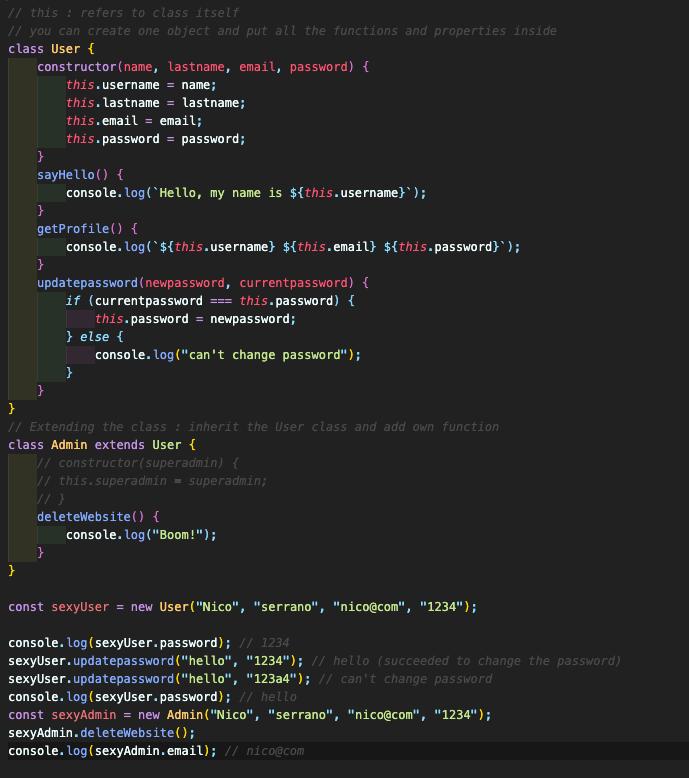 // this : refers to class itself
// you can create one object and put all the functions and properties inside
class User {
    constructor(name, lastname, email, password) {
        this.username = name;
        this.lastname = lastname;
        this.email = email;
        this.password = password;
    }
    sayHello() {
        console.log(`Hello, my name is ${this.username}`);
    }
    getProfile() {
        console.log(`${this.username} ${this.email} ${this.password}`);
    }
    updatepassword(newpassword, currentpassword) {
        if (currentpassword === this.password) {
            this.password = newpassword;
        } else {
            console.log("can't change password");
        }
    }
}
// Extending the class : inherit the User class and add own function
class Admin extends User {
    // constructor(superadmin) {
    // this.superadmin = superadmin;
    // }
    deleteWebsite() {
        console.log("Boom!");
    }
}

const sexyUser = new User("Nico", "serrano", "nico@com", "1234");

console.log(sexyUser.password); // 1234
sexyUser.updatepassword("hello", "1234"); // hello (succeeded to change the password)
sexyUser.updatepassword("hello", "123a4"); // can't change password
console.log(sexyUser.password); // hello
const sexyAdmin = new Admin("Nico", "serrano", "nico@com", "1234");
sexyAdmin.deleteWebsite();
console.log(sexyAdmin.email); // nico@com